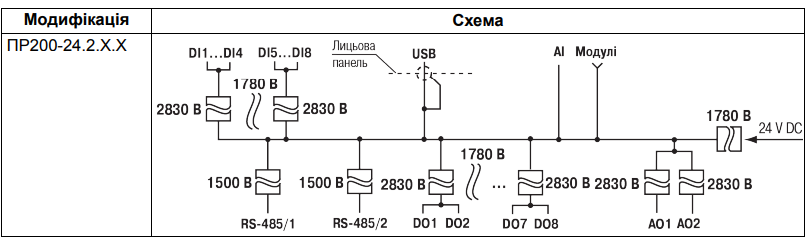 Модифікація
Схема
ПР200-24.2.X.X
DI1...DI4
DI5...DI8
Лицьова
панель
USB
AI
Модулі
1780 В
2830 В
2830 В
1780 В
24 V DC
1780 В
1500 В
1500 В
2830 В
...
2830 В
2830 В
2830 В
RS-485/1
RS-485/2
DO1
DO2
DO7
DO8
AO1
AO2